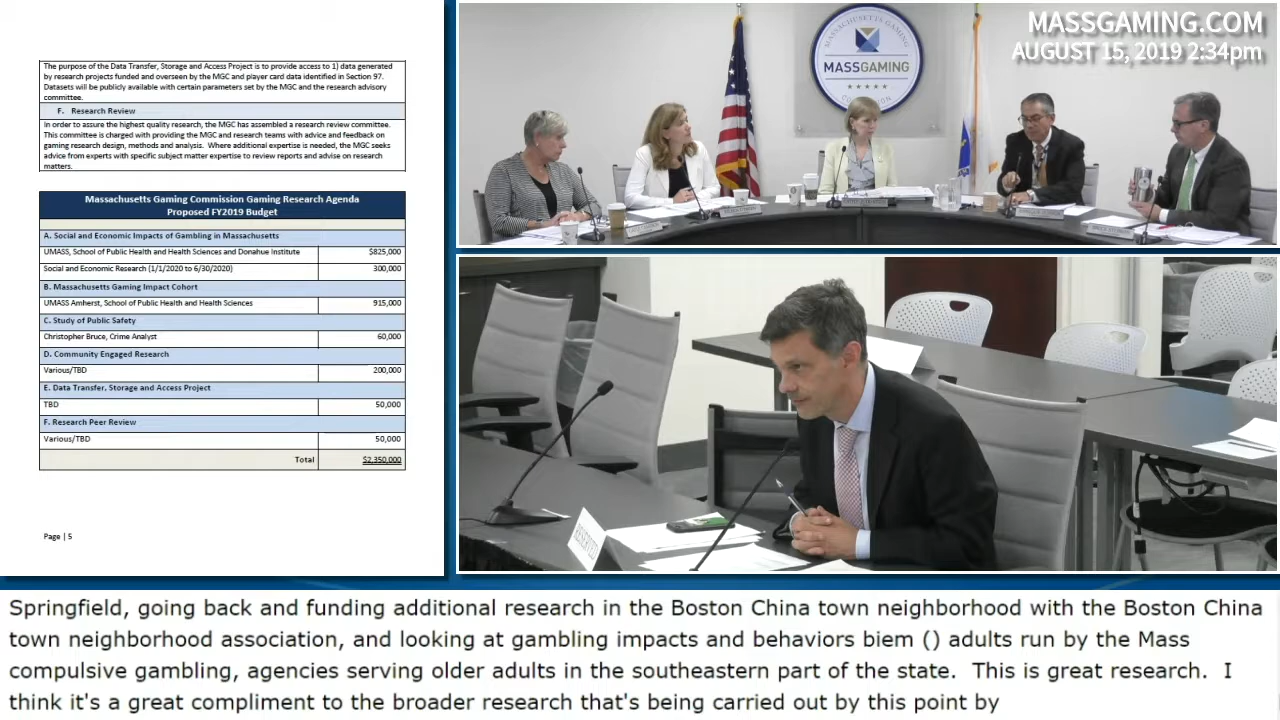 The purpose of the Data Transfer, Storage and Access Project is to provide access to 1) data generated
by research projects funded and overseen by the MGC and player card data identified in Section 97.
Datasets will be publicly available with certain parameters set by the MGC and the research advisory
committee.
F. Research Review
In order to assure the highest quality research, the MGC has assembled a research review committee.
This committee is charged with providing the MGC and research teams with advice and feedback on
gaming research design, methods and analysis. Where additional expertise is needed, the MGC seeks
advice from experts with specific subject matter expertise to review reports and advise on research
matters.
Massachusetts Gaming Commission Gaming Research Agenda
Proposed FY2019 Budget
A. Social and Economic Impacts of Gambling in Massachusetts
UMASS, School of Public Health and Health Sciences and Donahue Institute $825,000
Social and Economic Research (1/1/2020 to 6/30/2020) 300,000
B. Massachusetts Gaming Impact Cohort
UMASS Amherst, School of Public Health and Health Sciences 915,000
C. Study of Public Safety
Christopher Bruce, Crime Analyst 60,000
D. Community Engaged Research
Various/TBD 200,000
E. Data Transfer, Storage and Access Project
TBD 50,000
F. Research Peer Review
Various/TBD 50,000
Total $2,350,000
Page | 5
MASSACHUSETTS GAMING
MASSGAMING
COMMISSION
MASSGAMING.COM
AUGUST 15, 2019 2:34pm
RESERVED
Springfield, going back and funding additional research in the Boston China town neighborhood with the Boston China
town neighborhood association, and looking at gambling impacts and behaviors biem () adults run by the Mass
compulsive gambling, agencies serving older adults in the southeastern part of the state. This is great research. I
think it's a great compliment to the broader research that's being carried out by this point by